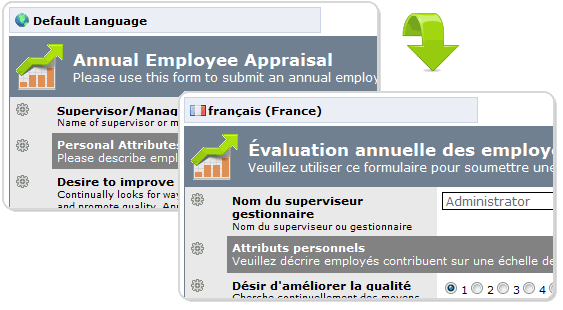 Default Language
Annual Employee Appraisal
Please use this form to submit an annual employ
Supervisor/Manag
Name of supervisor or m
Personal Attributes
Please describe empl
Desire to improve
Continually looks for way
and promote quality.
français (France)
Évaluation annuelle des employe
Veuillez utiliser ce formulaire pour soumettre une
Nom du superviseur
gestionnaire
Nom du superviseur ou gestionnaire
Administrator
Attributs personnels
Veuillez décrire employés contribuent sur une échelle de
Désir d'améliorer la qualité
1 2 3 4
Cherche continuellement des moyens